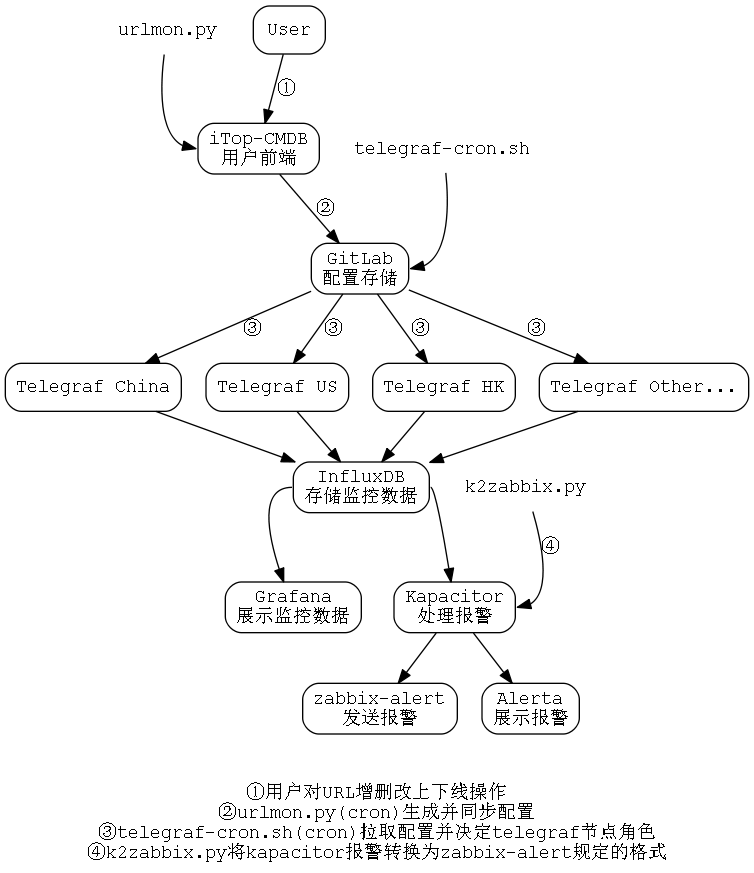 urlmon.py
User
①
iTop-CMDB
用户前端
telegraf-cron.sh
②
GitLab
配置存储
③
③
③
③
Telegraf China
Telegraf US
Telegraf HK
Telegraf Other...
InfluxDB
存储监控数据
k2zabbix.py
④
Grafana
展示监控数据
Kapacitor
处理报警
zabbix-alert
发送报警
Alerta
展示报警
①用户对URL增删改上下线操作
②urlmon.py(cron)生成并同步配置
③telegraf-cron.sh(cron)拉取配置并决定telegraf节点角色
④k2zabbix.py将kapacitor报警转换为zabbix-alert规定的格式